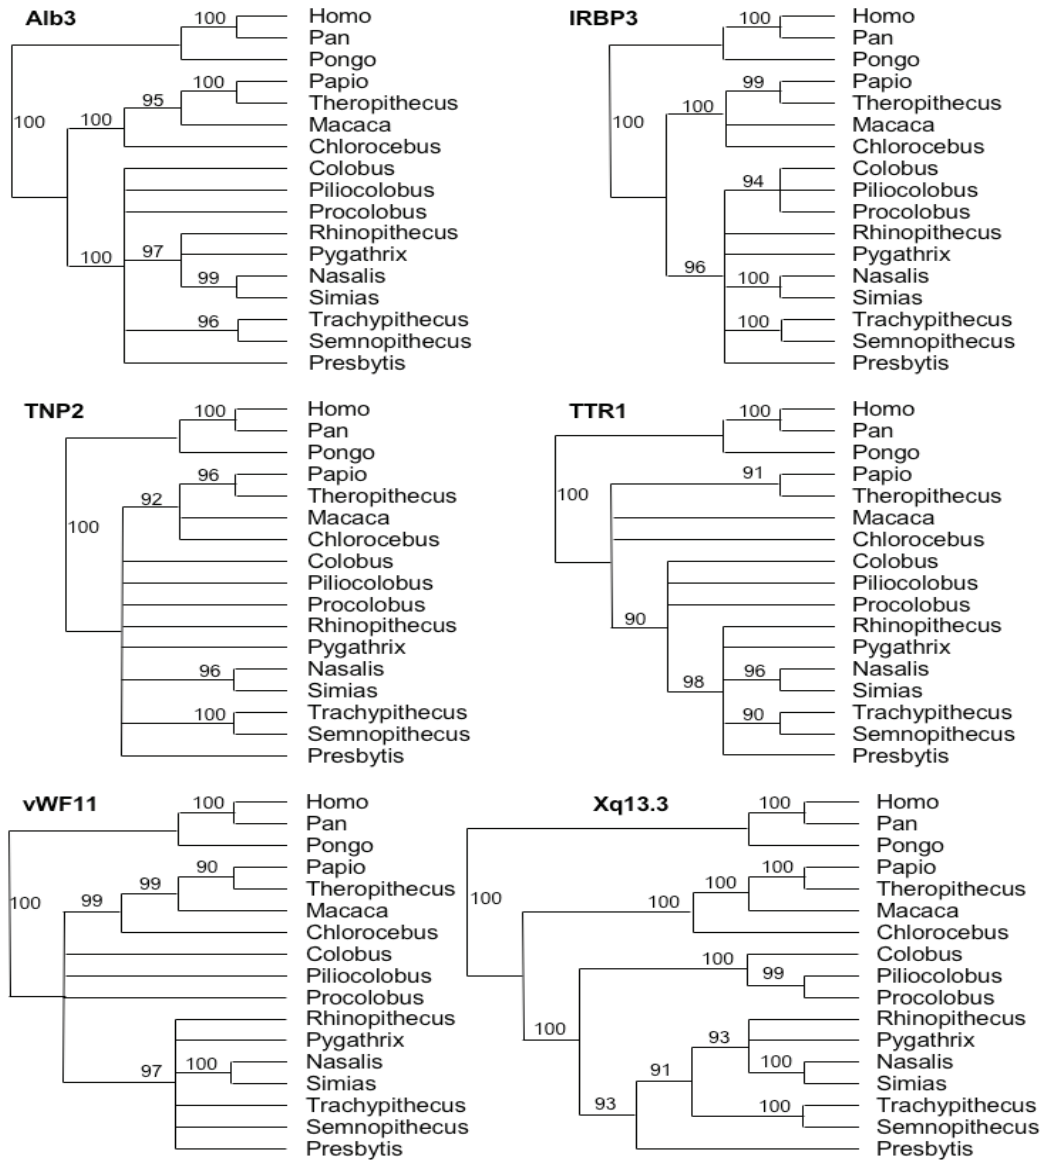 Alb3
100 Homo
Pan
Pongo
100 Papio
95 Theropithecus
100 100 Macaca
Chlorocebus
Colobus
Piliocolobus
Procolobus
Rhinopithecus
100 97 Pygathrix
99 Nasalis
Simias
96 Trachypithecus
Semnopithecus
Presbytis
IRBP3
100 Homo
Pan
Pongo
99 Papio
100 Theropithecus
100 Macaca
Chlorocebus
Colobus
94 Piliocolobus
Procolobus
Rhinopithecus
Pygathrix
96 100 Nasalis
Simias
100 Trachypithecus
Semnopithecus
Presbytis
TNP2
100 Homo
Pan
Pongo
96 Papio
92 Theropithecus
100 Macaca
Chlorocebus
Colobus
Piliocolobus
Procolobus
Rhinopithecus
Pygathrix
96 Nasalis
Simias
100 Trachypithecus
Semnopithecus
Presbytis
TTR1
100 Homo
Pan
Pongo
91 Papio
100 Theropithecus
Macaca
Chlorocebus
Colobus
Piliocolobus
Procolobus
90 Rhinopithecus
Pygathrix
96 Nasalis
98 Simias
90 Trachypithecus
Semnopithecus
Presbytis
vWF11
100 Homo
Pan
Pongo
90 Papio
99 Theropithecus
100 99 Macaca
Chlorocebus
Colobus
Piliocolobus
Procolobus
Rhinopithecus
Pygathrix
97 100 Nasalis
Simias
Trachypithecus
Semnopithecus
Presbytis
Xq13.3
100 Homo
Pan
Pongo
100 Papio
100 Theropithecus
100 100 Macaca
Chlorocebus
100 Colobus
99 Piliocolobus
Procolobus
100 Rhinopithecus
93 Pygathrix
100 Nasalis
91 Simias
93 100 Trachypithecus
Semnopithecus
Presbytis